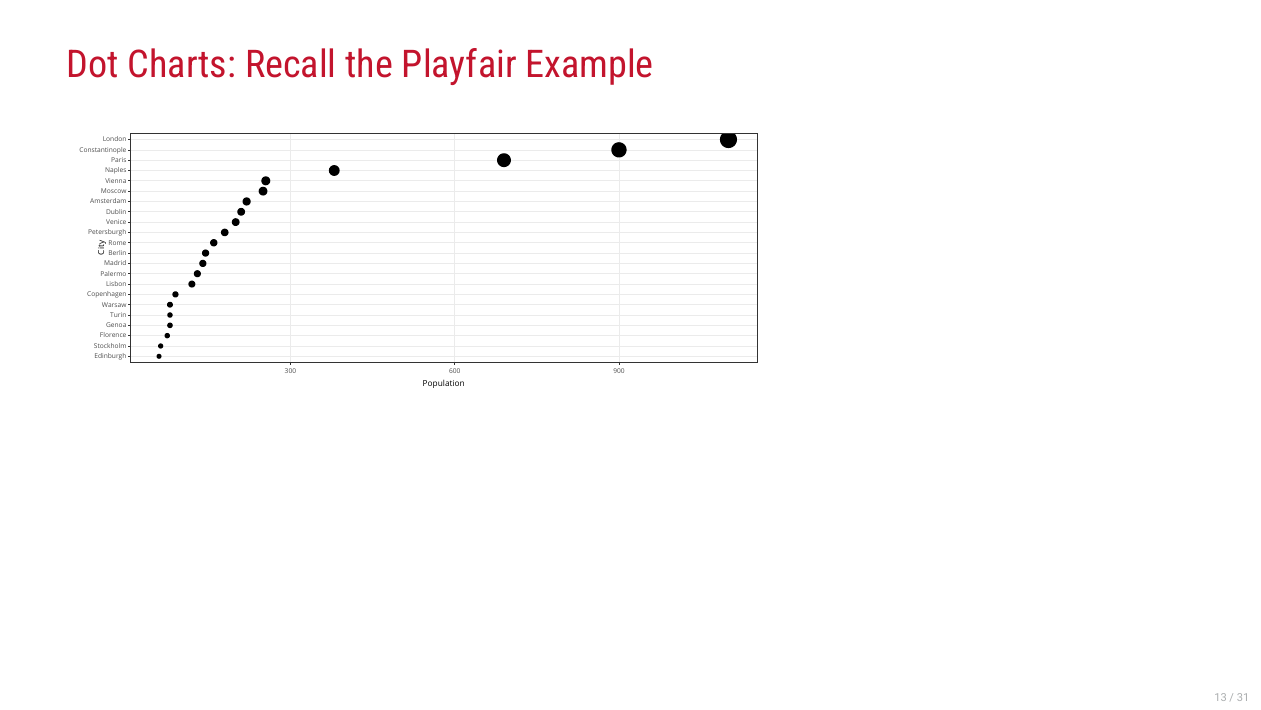 Dot Charts: Recall the Playfair Example
London
Constantinople
Paris
Naples
Vienna
Moscow
Amsterdam
Dublin
Venice
Petersburgh
City
Rome
Berlin
Madrid
Palermo
Lisbon
Copenhagen
Warsaw
Turin
Genoa
Florence
Stockholm
Edinburgh
300 600 900
Population
13 / 31